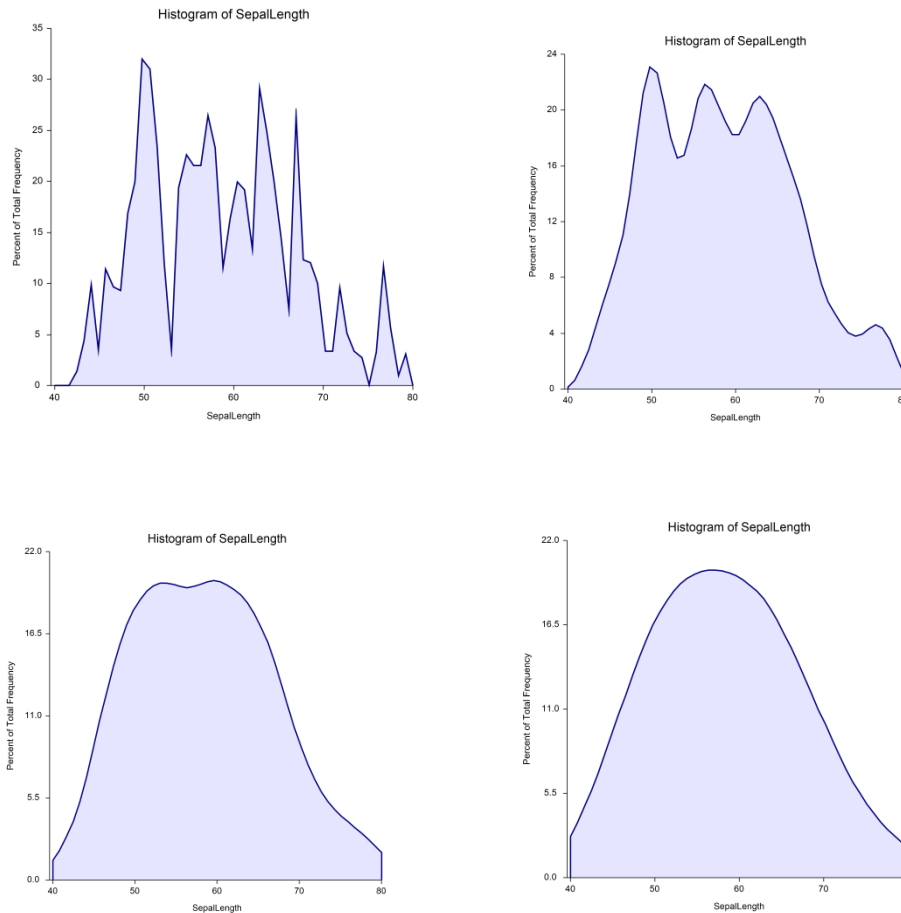 Histogram of SepalLength
35
30
25
20
15
10
5
0
Percent of Total Frequency
40 50 60 70 80
SepalLength
Histogram of SepalLength
24
20
16
12
8
4
0
Percent of Total Frequency
40 50 60 70
SepalLength
Histogram of SepalLength
22.0
16.5
11.0
5.5
0.0
Percent of Total Frequency
40 50 60 70 80
SepalLength
Histogram of SepalLength
22.0
16.5
11.0
5.5
0.0
Percent of Total Frequency
40 50 60 70
SepalLength